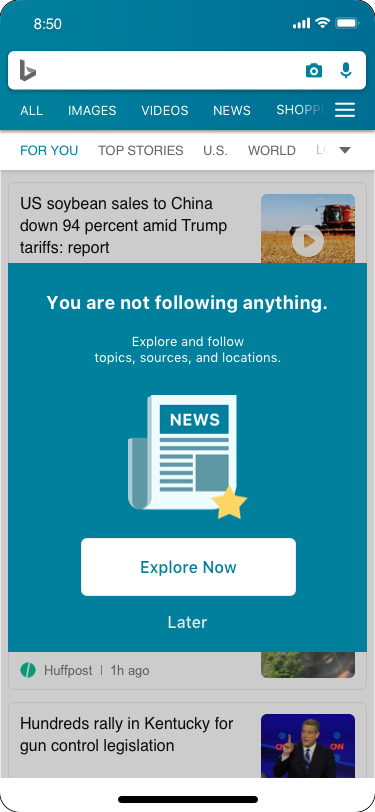 8:50
ALL IMAGES VIDEOS NEWS SHOPP
FOR YOU TOP STORIES U.S. WORLD L
US soybean sales to China
down 94 percent amid Trump
tariffs: report
You are not following anything.
Explore and follow
topics, sources, and locations.
NEWS
Explore Now
Later
Huffpost | 1h ago
Hundreds rally in Kentucky for
gun control legislation
CNN